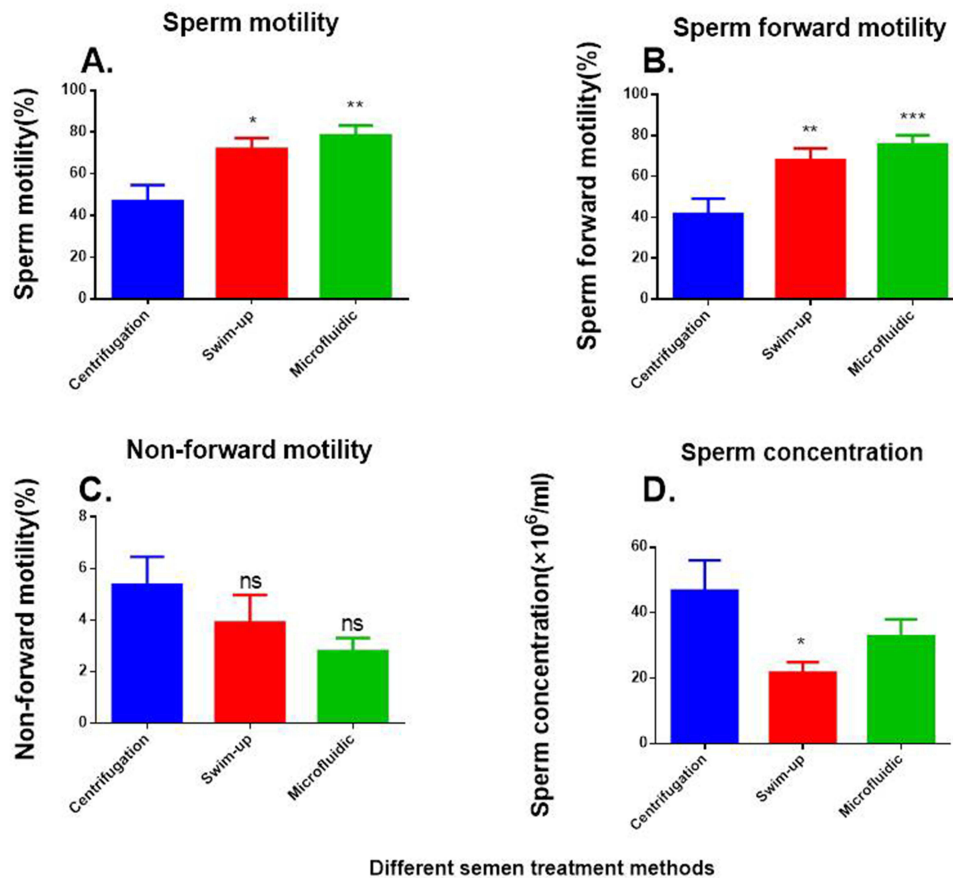 Sperm motility
A.
Sperm motility(%)
100
80
60
40
20
0
*
**
Centrifugation
Swim-up
Microfluidic
Sperm forward motility
B.
Sperm forward motility(%)
100
80
60
40
20
0
**
***
Centrifugation
Swim-up
Microfluidic
Non-forward motility
C.
Non-forward motility(%)
8
6
4
2
0
ns
ns
Centrifugation
Swim-up
Microfluidic
Sperm concentration
D.
Sperm concentration(×10⁶/ml)
60
40
20
0
*
Centrifugation
Swim-up
Microfluidic
Different semen treatment methods